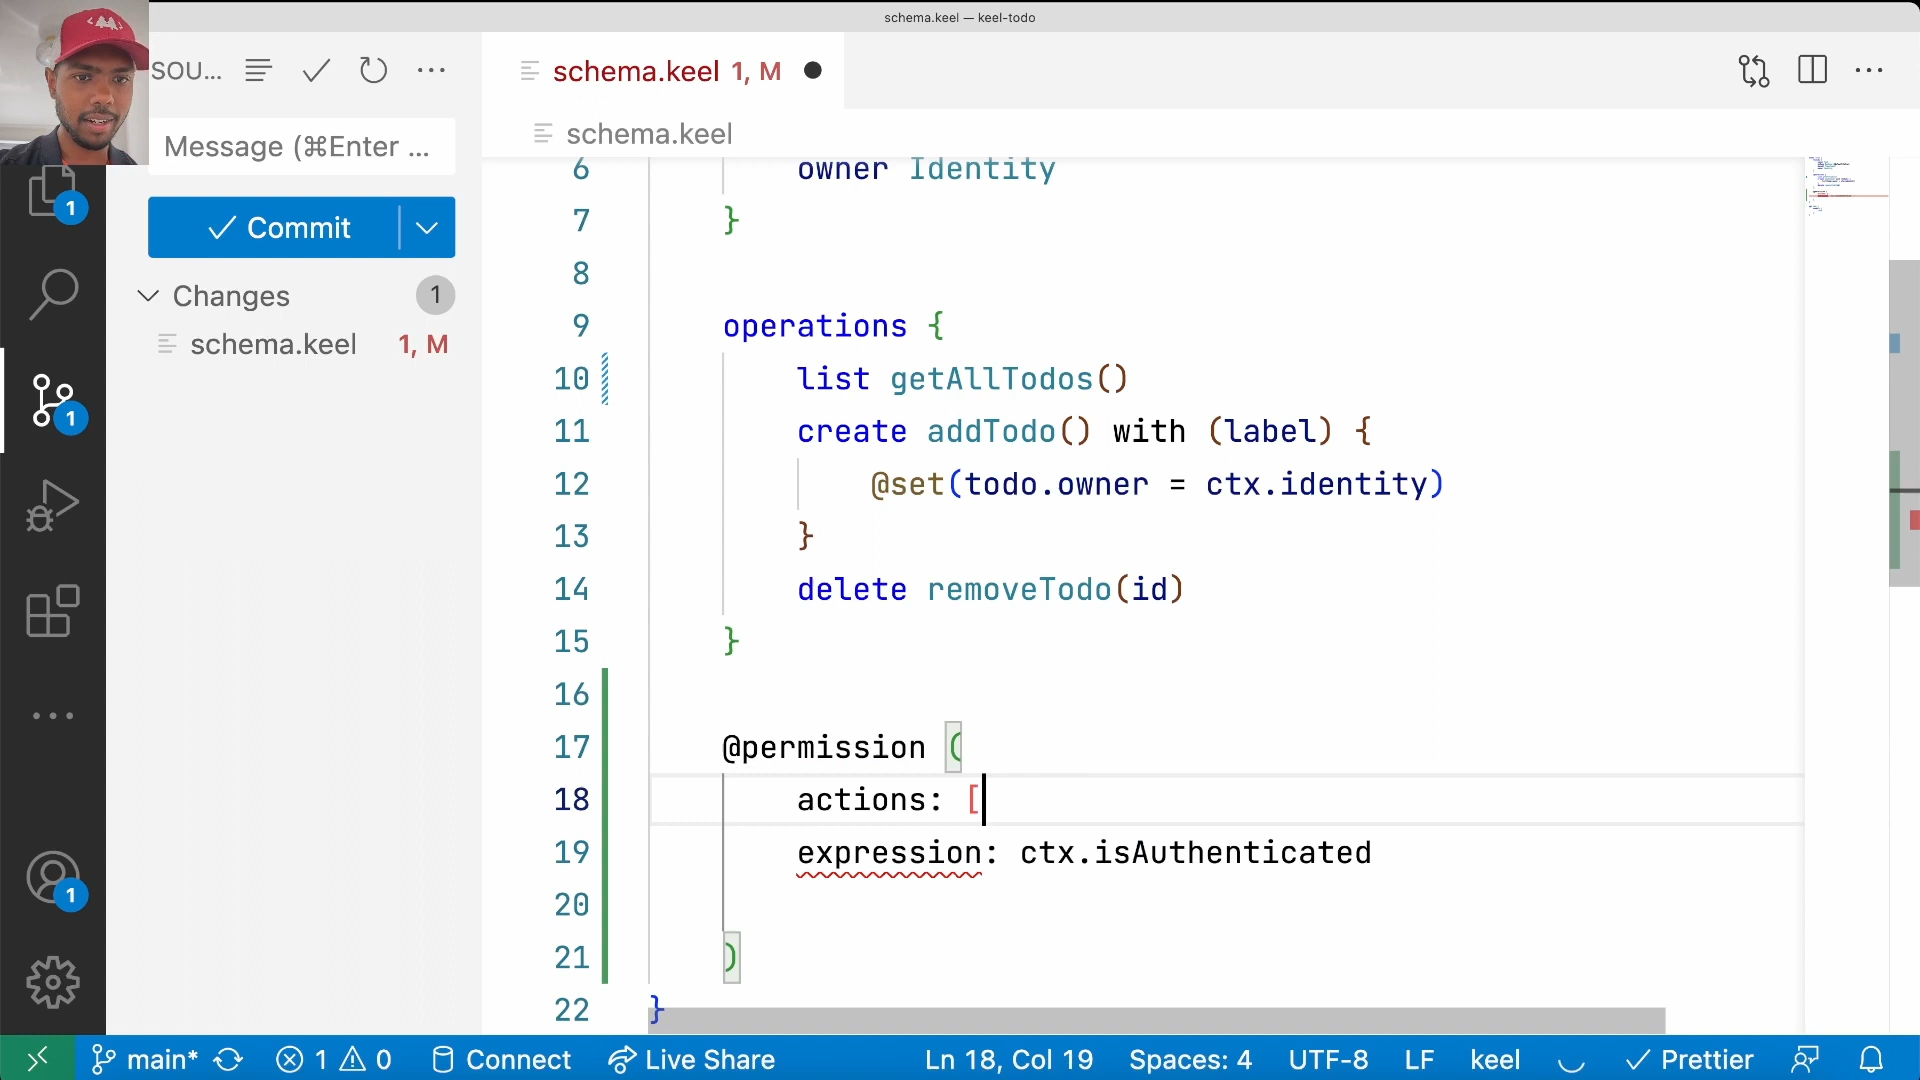 schema.keel — keel-todo
SOU...
schema.keel 1, M
Message (⌘Enter ...
schema.keel
1
Commit
Changes 1
schema.keel 1, M
1
1
6 owner Identity
7 }
8
9 operations {
10 list getAllTodos()
11 create addTodo() with (label) {
12 @set(todo.owner = ctx.identity)
13 }
14 delete removeTodo(id)
15 }
16
17 @permission (
18 actions: [
19 expression: ctx.isAuthenticated
20
21 )
22 }
main* 1 0 Connect Live Share Ln 18, Col 19 Spaces: 4 UTF-8 LF keel Prettier